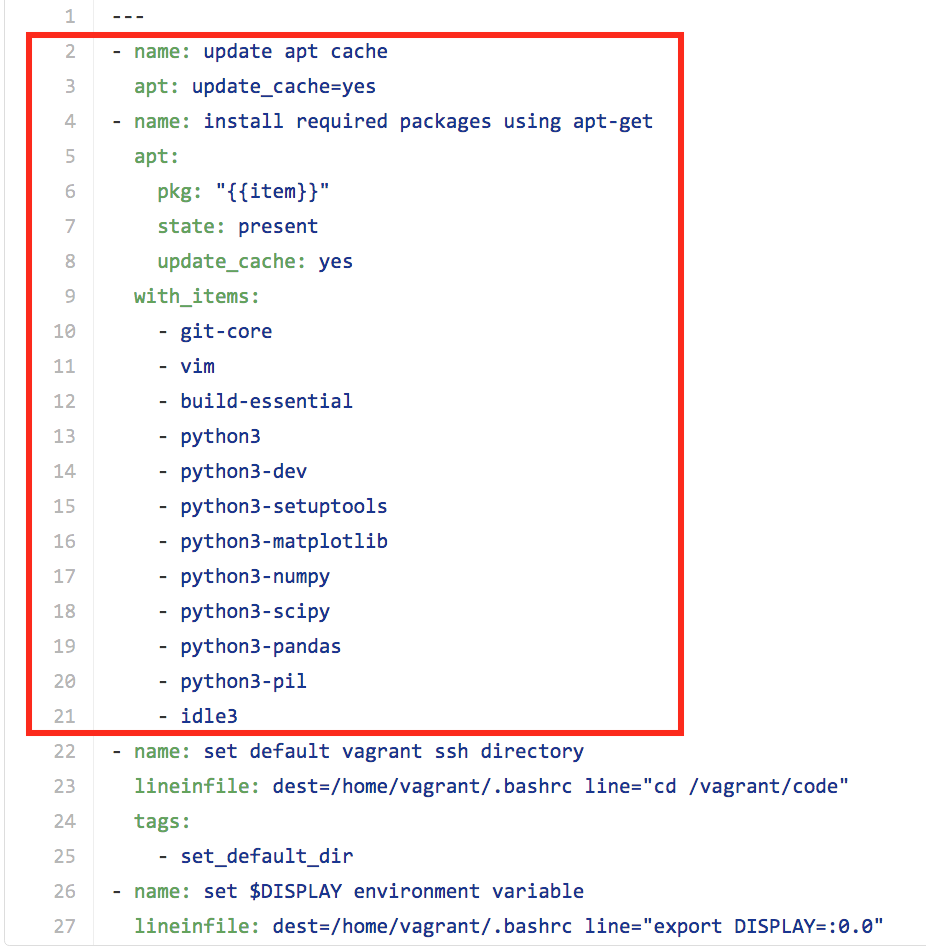 1 ---
2 - name: update apt cache
3   apt: update_cache=yes
4 - name: install required packages using apt-get
5   apt:
6     pkg: "{{item}}"
7     state: present
8     update_cache: yes
9   with_items:
10     - git-core
11     - vim
12     - build-essential
13     - python3
14     - python3-dev
15     - python3-setuptools
16     - python3-matplotlib
17     - python3-numpy
18     - python3-scipy
19     - python3-pandas
20     - python3-pil
21     - idle3
22 - name: set default vagrant ssh directory
23   lineinfile: dest=/home/vagrant/.bashrc line="cd /vagrant/code"
24   tags:
25     - set_default_dir
26 - name: set $DISPLAY environment variable
27   lineinfile: dest=/home/vagrant/.bashrc line="export DISPLAY=:0.0"